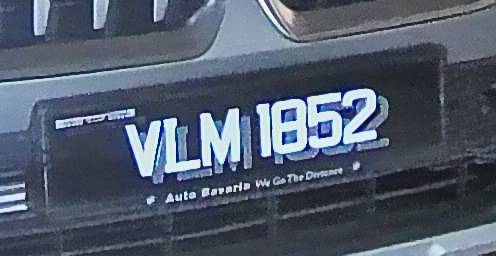 VLM 1852
Auto Bavaria We Go The Distance